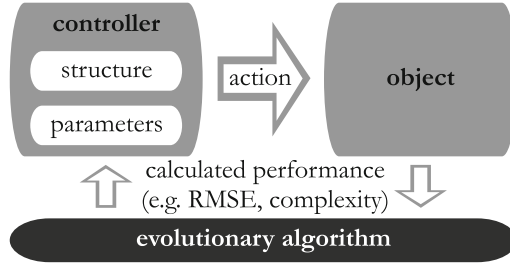 controller
structure
parameters
action
object
calculated performance
(e.g. RMSE, complexity)
evolutionary algorithm